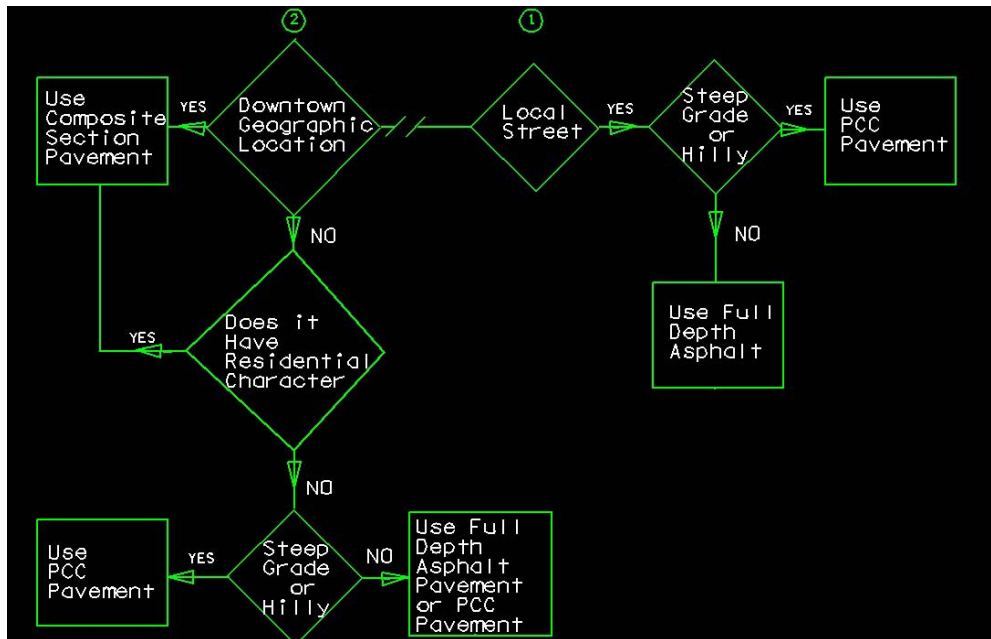 2
1
Use
Composite
Section
Pavement
YES
Downtown
Geographic
Location
Local
Street
YES
Steep
Grade
or
Hilly
YES
Use
PCC
Pavement
NO
NO
Use Full
Depth
Asphalt
YES
Does it
Have
Residential
Character
NO
Use
PCC
Pavement
YES
Steep
Grade
or
Hilly
NO
Use Full
Depth
Asphalt
Pavement
or PCC
Pavement